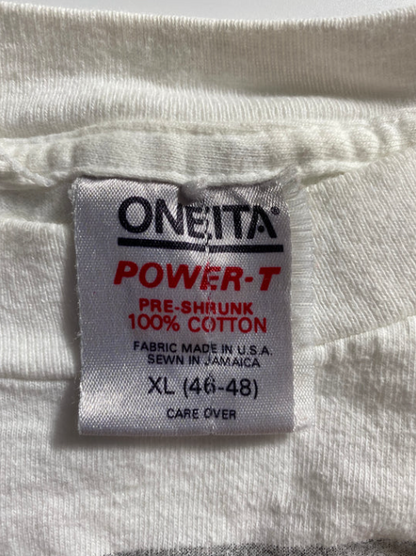 ONEITA®
POWER-T
PRE-SHRUNK
100% COTTON
FABRIC MADE IN U.S.A.
SEWN IN JAMAICA
XL (46-48)
CARE OVER